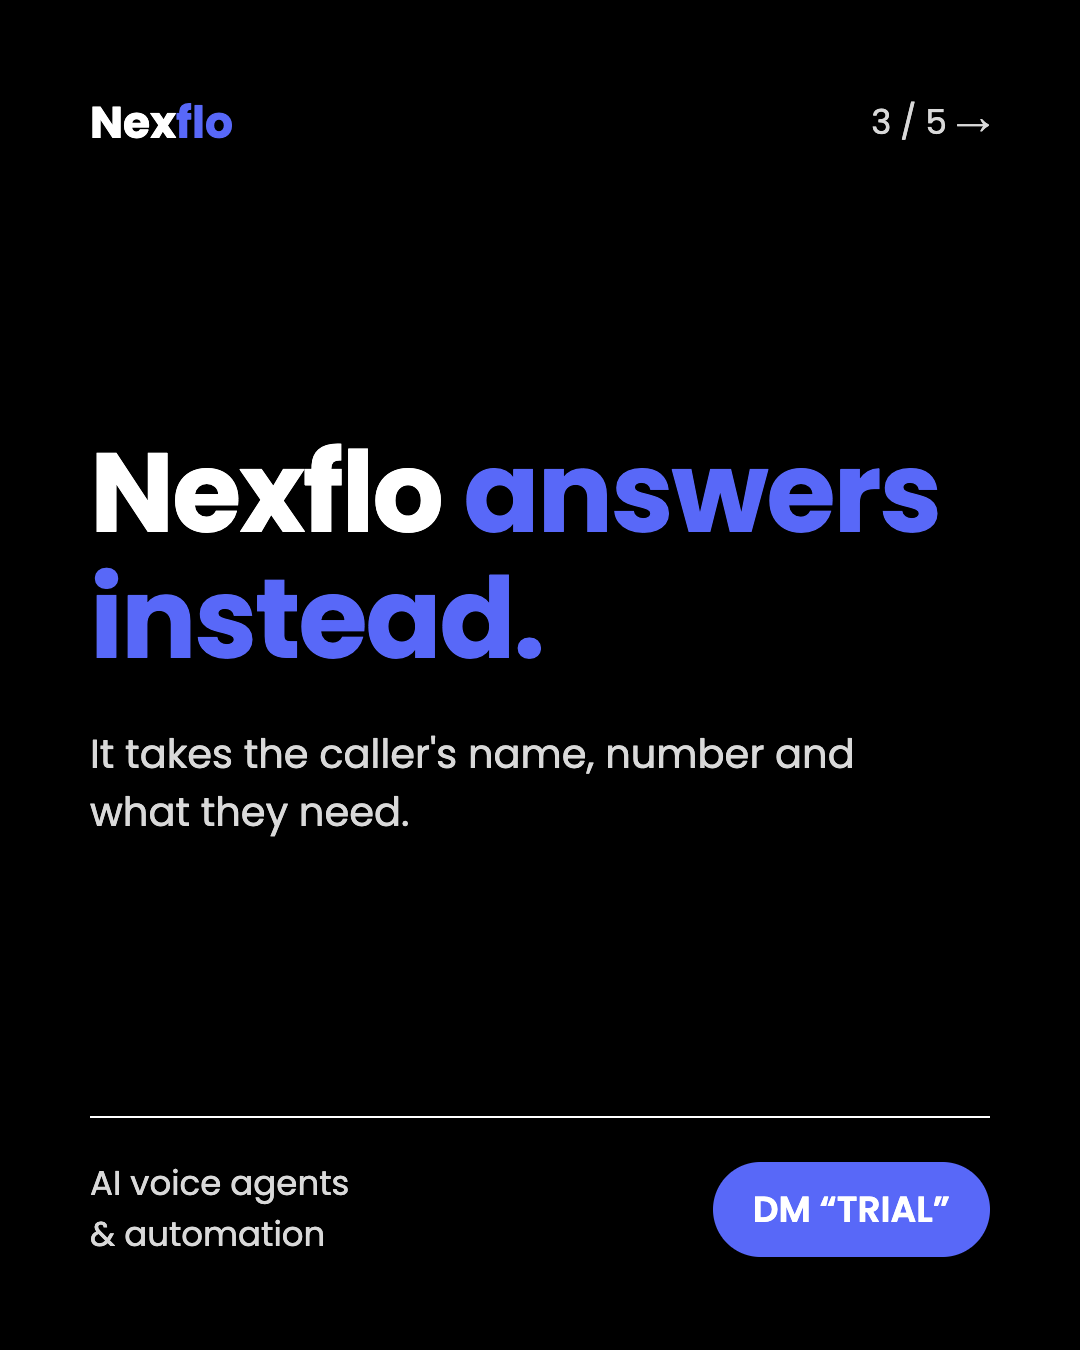 Nexflo
3 / 5 →
Nexflo answers
instead.
It takes the caller's name, number and
what they need.
AI voice agents
& automation
DM “TRIAL”